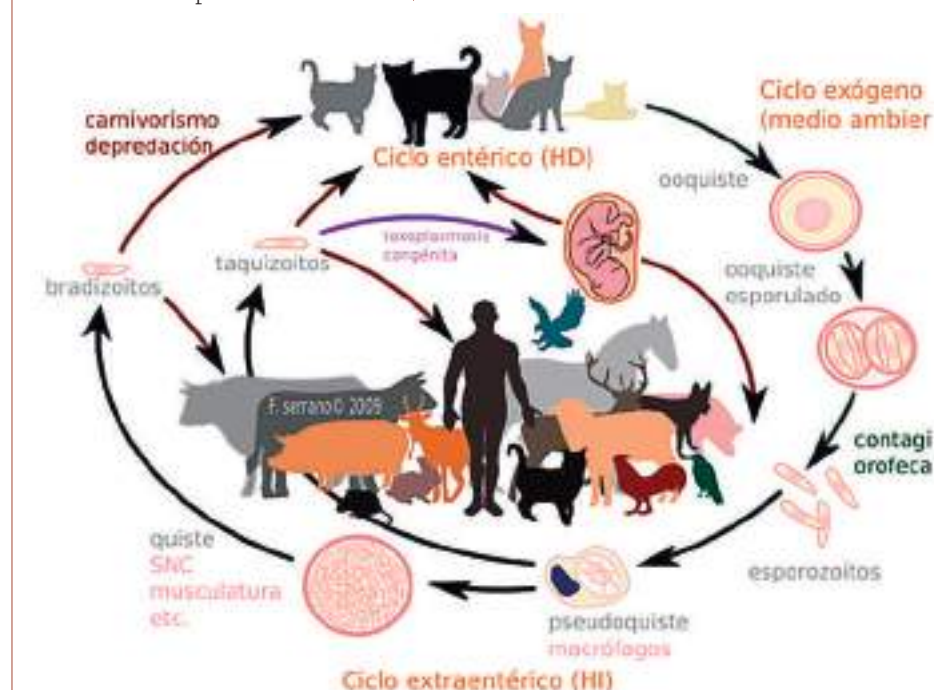 carnivorismo
depredación
Ciclo entérico (HD)
Ciclo exógeno
(medio ambier
ooquiste
ooquiste
esporulado
toxoplasmosis
congénita
taquizoitos
bradizoitos
F. serrano© 2006
contagi
orofeca
esporozoitos
quiste
SNC
musculatura
etc.
pseudoquiste
macrófagos
Ciclo extraentérico (HI)